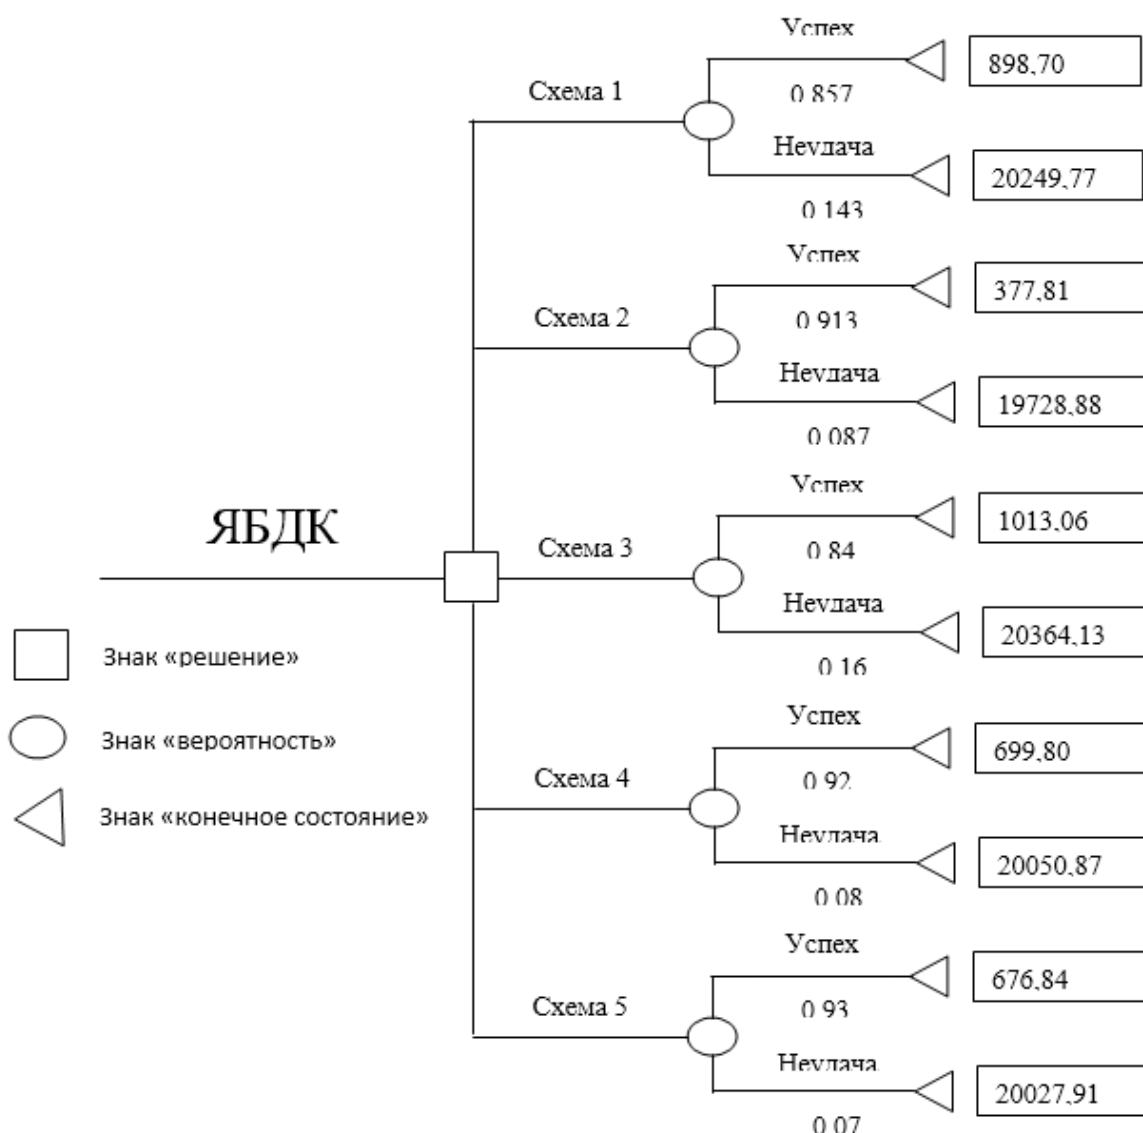 Успех
898,70
Схема 1
0.857
Неудача
20249,77
0.143
Успех
377,81
Схема 2
0.913
Неудача
19728,88
0.087
Успех
1013,06
ЯБДК
Схема 3
0.84
Неудача
20364,13
Знак «решение»
0.16
Успех
Знак «вероятность»
699,80
Схема 4
0.92
Знак «конечное состояние»
Неудача
20050,87
0.08
Успех
676,84
Схема 5
0.93
Неудача
20027,91
0.07